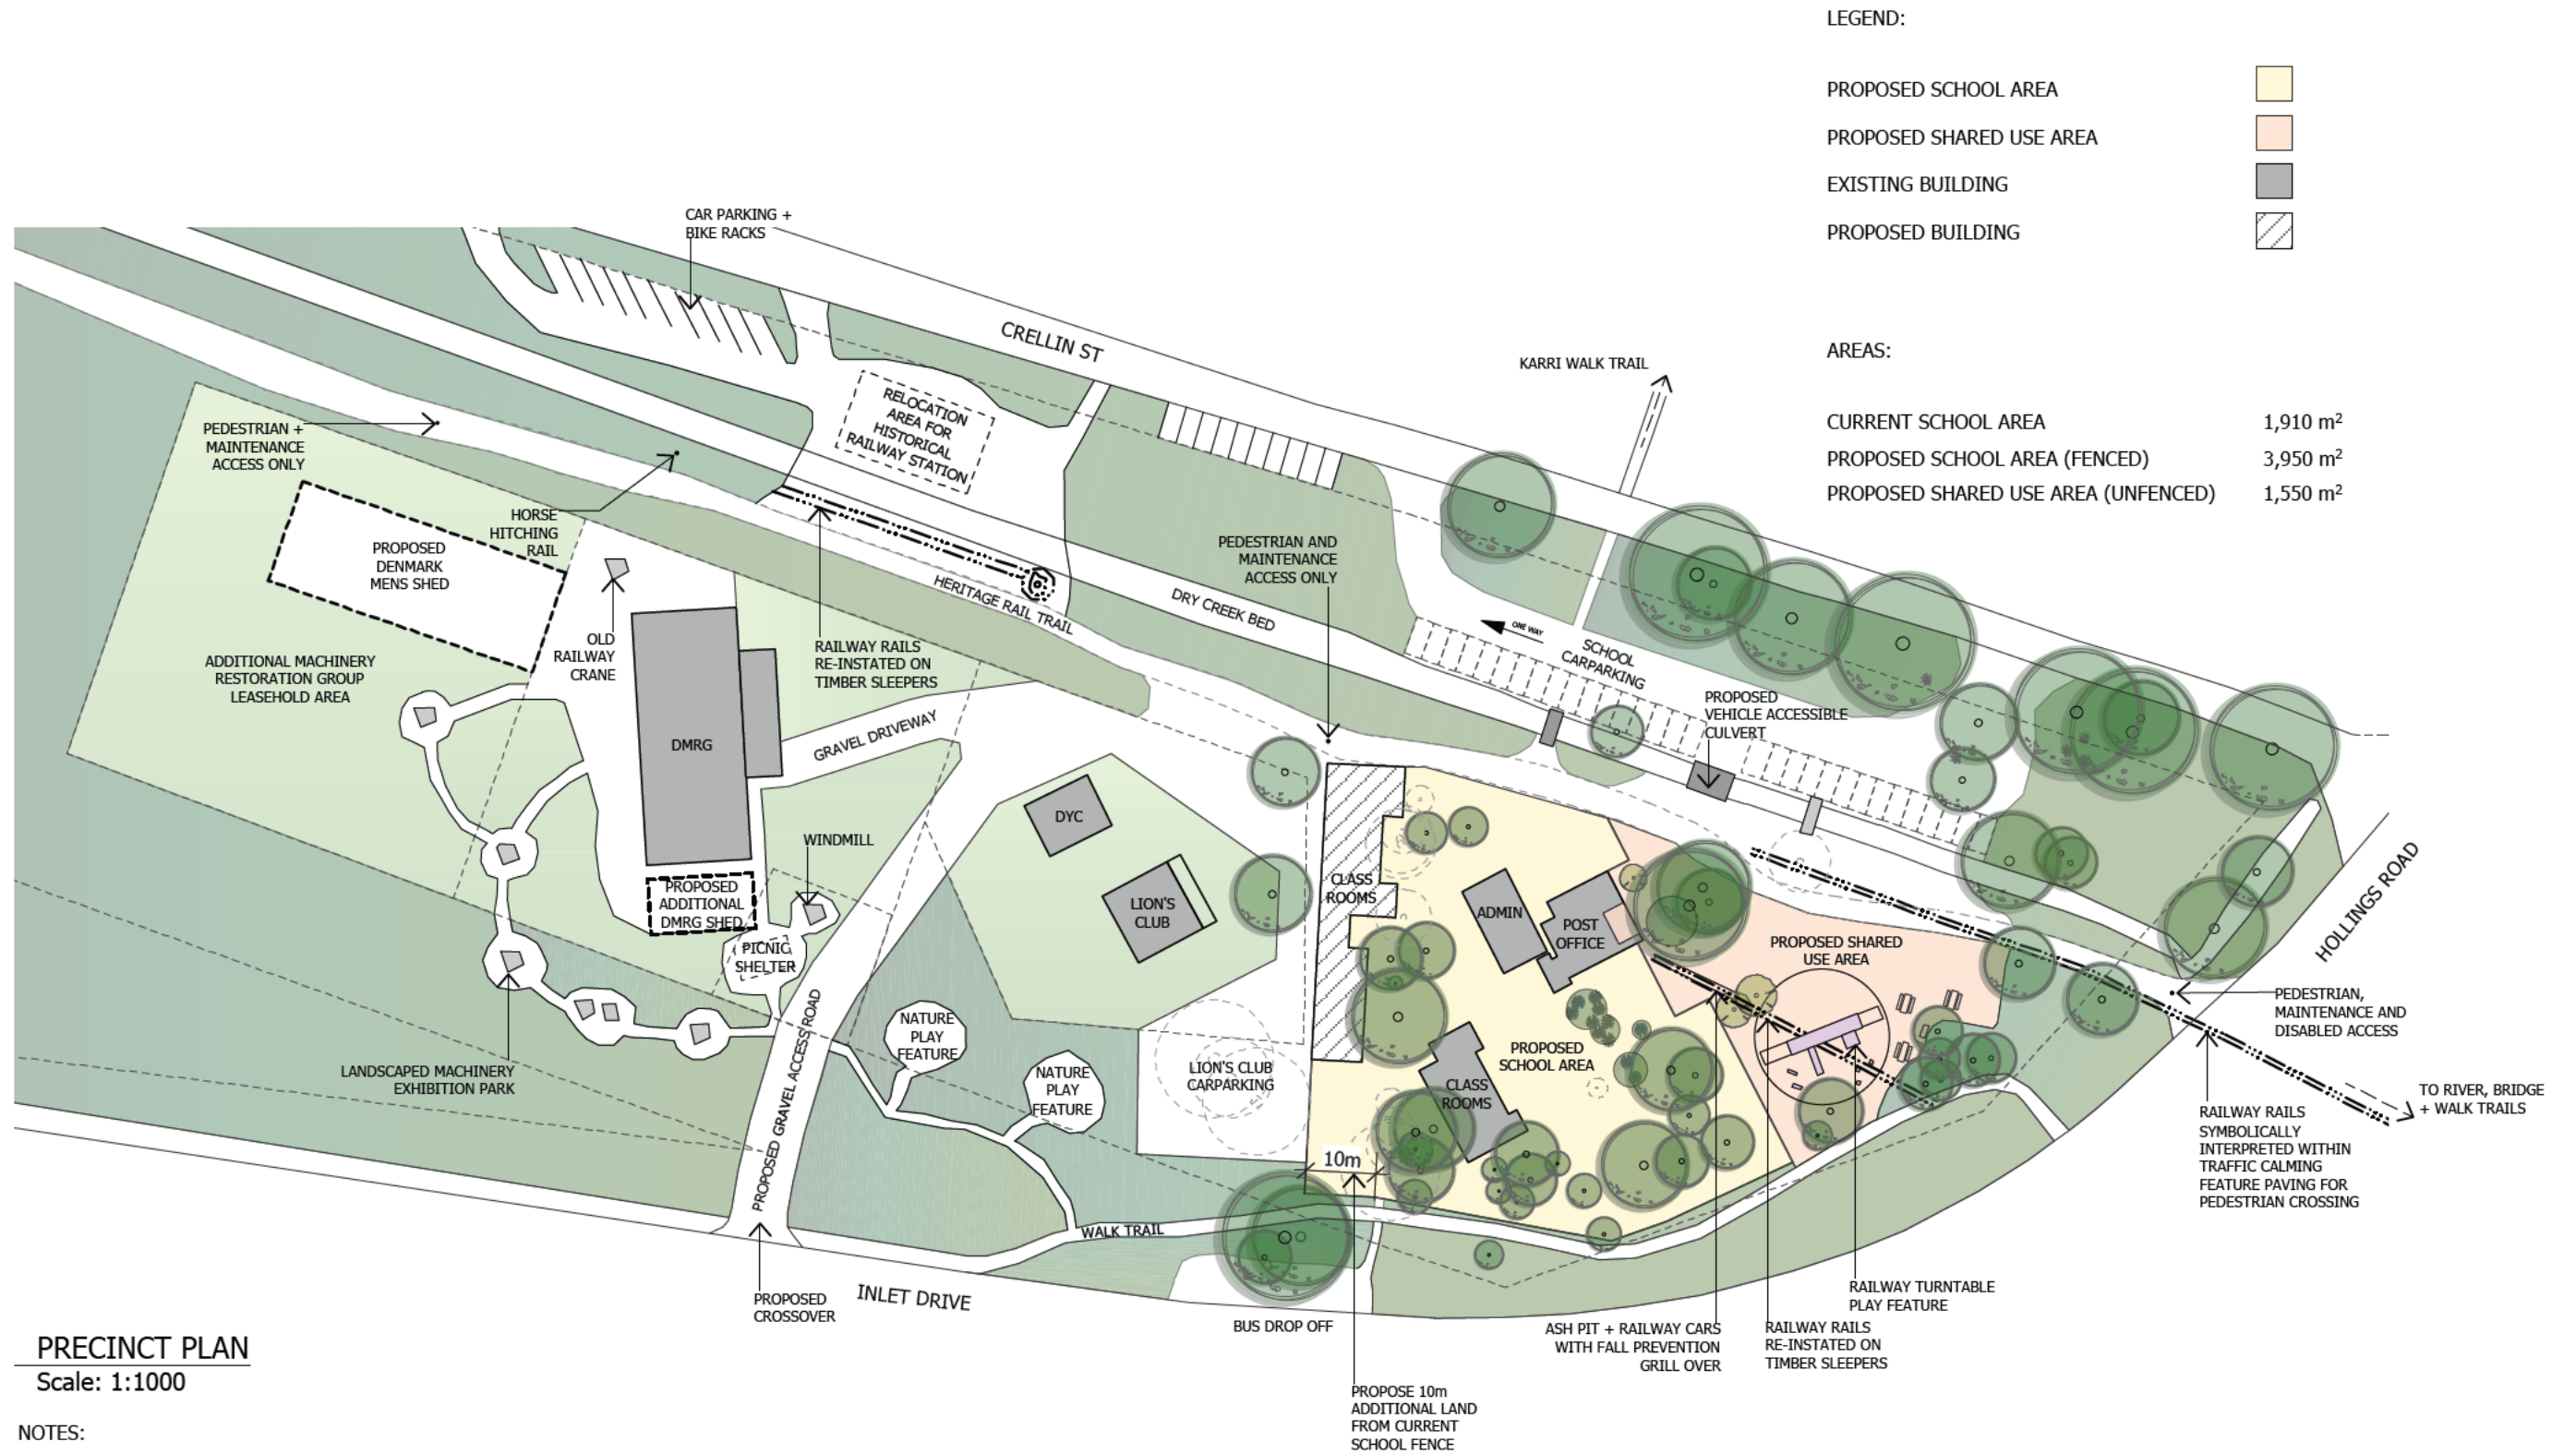 LEGEND:
PROPOSED SCHOOL AREA
PROPOSED SHARED USE AREA
EXISTING BUILDING
PROPOSED BUILDING
AREAS:
CURRENT SCHOOL AREA 1,910 m²
PROPOSED SCHOOL AREA (FENCED) 3,950 m²
PROPOSED SHARED USE AREA (UNFENCED) 1,550 m²
CAR PARKING +
BIKE RACKS
CRELLIN ST
KARRI WALK TRAIL
RELOCATION
AREA FOR
HISTORICAL
RAILWAY STATION
PEDESTRIAN +
MAINTENANCE
ACCESS ONLY
HORSE
HITCHING
RAIL
PROPOSED
DENMARK
MENS SHED
PEDESTRIAN AND
MAINTENANCE
ACCESS ONLY
HERITAGE RAIL TRAIL
DRY CREEK BED
ONE WAY
SCHOOL
CARPARKING
OLD
RAILWAY
CRANE
RAILWAY RAILS
RE-INSTATED ON
TIMBER SLEEPERS
ADDITIONAL MACHINERY
RESTORATION GROUP
LEASEHOLD AREA
PROPOSED
VEHICLE ACCESSIBLE
CULVERT
DMRG
GRAVEL DRIVEWAY
DYC
WINDMILL
LION'S
CLUB
PROPOSED
ADDITIONAL
DMRG SHED
PICNIC
SHELTER
CLASS
ROOMS
ADMIN
POST
OFFICE
PROPOSED SHARED
USE AREA
HOLLINGS ROAD
PEDESTRIAN,
MAINTENANCE AND
DISABLED ACCESS
NATURE
PLAY
FEATURE
NATURE
PLAY
FEATURE
LION'S CLUB
CARPARKING
PROPOSED
SCHOOL AREA
CLASS
ROOMS
LANDSCAPED MACHINERY
EXHIBITION PARK
PROPOSED GRAVEL ACCESS ROAD
TO RIVER, BRIDGE
+ WALK TRAILS
RAILWAY RAILS
SYMBOLICALLY
INTERPRETED WITHIN
TRAFFIC CALMING
FEATURE PAVING FOR
PEDESTRIAN CROSSING
10m
WALK TRAIL
PROPOSED
CROSSOVER
INLET DRIVE
BUS DROP OFF
RAILWAY TURNTABLE
PLAY FEATURE
ASH PIT + RAILWAY CARS
WITH FALL PREVENTION
GRILL OVER
RAILWAY RAILS
RE-INSTATED ON
TIMBER SLEEPERS
PROPOSE 10m
ADDITIONAL LAND
FROM CURRENT
SCHOOL FENCE
PRECINCT PLAN
Scale: 1:1000
NOTES: